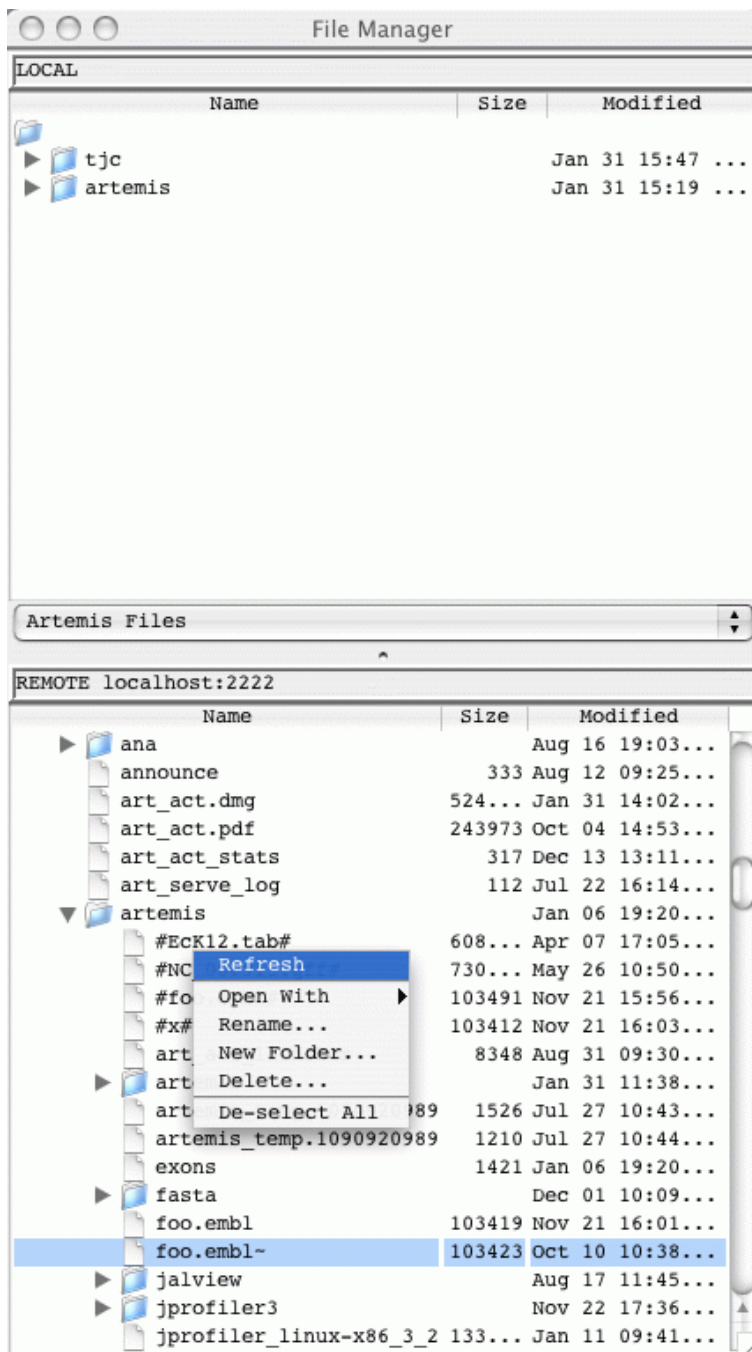 File Manager
LOCAL
Name Size Modified
tjc Jan 31 15:47 ...
artemis Jan 31 15:19 ...
Artemis Files
REMOTE localhost:2222
Name Size Modified
ana Aug 16 19:03...
announce 333 Aug 12 09:25...
art_act.dmg 524... Jan 31 14:02...
art_act.pdf 243973 Oct 04 14:53...
art_act_stats 317 Dec 13 13:11...
art_serve_log 112 Jul 22 16:14...
artemis Jan 06 19:20...
#EcK12.tab# 608... Apr 07 17:05...
#NC 730... May 26 10:50...
Refresh
#fo 103491 Nov 21 15:56...
Open With
#x# 103412 Nov 21 16:03...
Rename...
art 8348 Aug 31 09:30...
New Folder...
art Jan 31 11:38...
Delete...
arte 989 1526 Jul 27 10:43...
De-select All
artemis_temp.1090920989 1210 Jul 27 10:44...
exons 1421 Jan 06 19:20...
fasta Dec 01 10:09...
foo.embl 103419 Nov 21 16:01...
foo.embl~ 103423 Oct 10 10:38...
jalview Aug 17 11:45...
jprofiler3 Nov 22 17:36...
jprofiler_linux-x86_3_2 133... Jan 11 09:41...